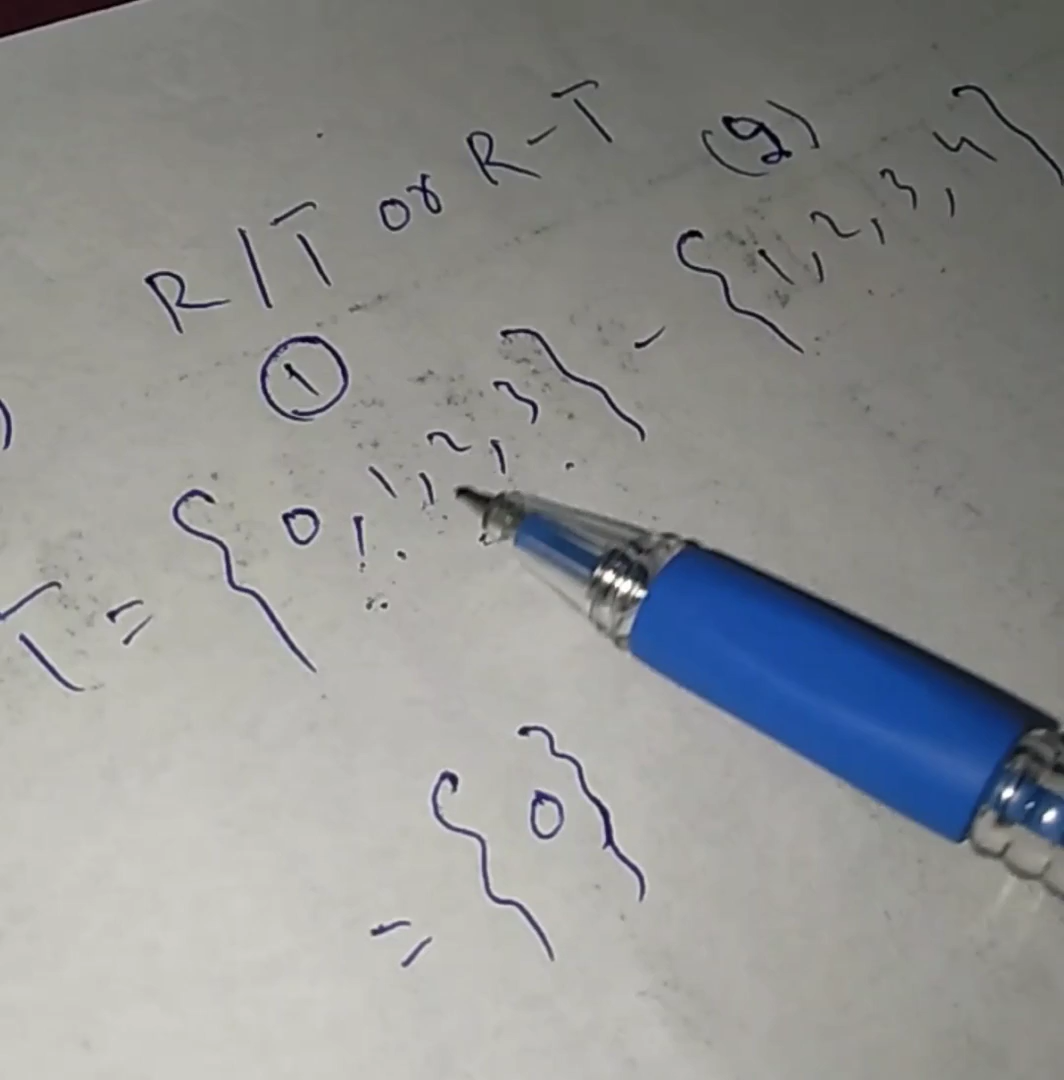 R/T or R-T
① (2)
T = {0, 1, 2, 3} - {1, 2, 3, 4}
= {0}